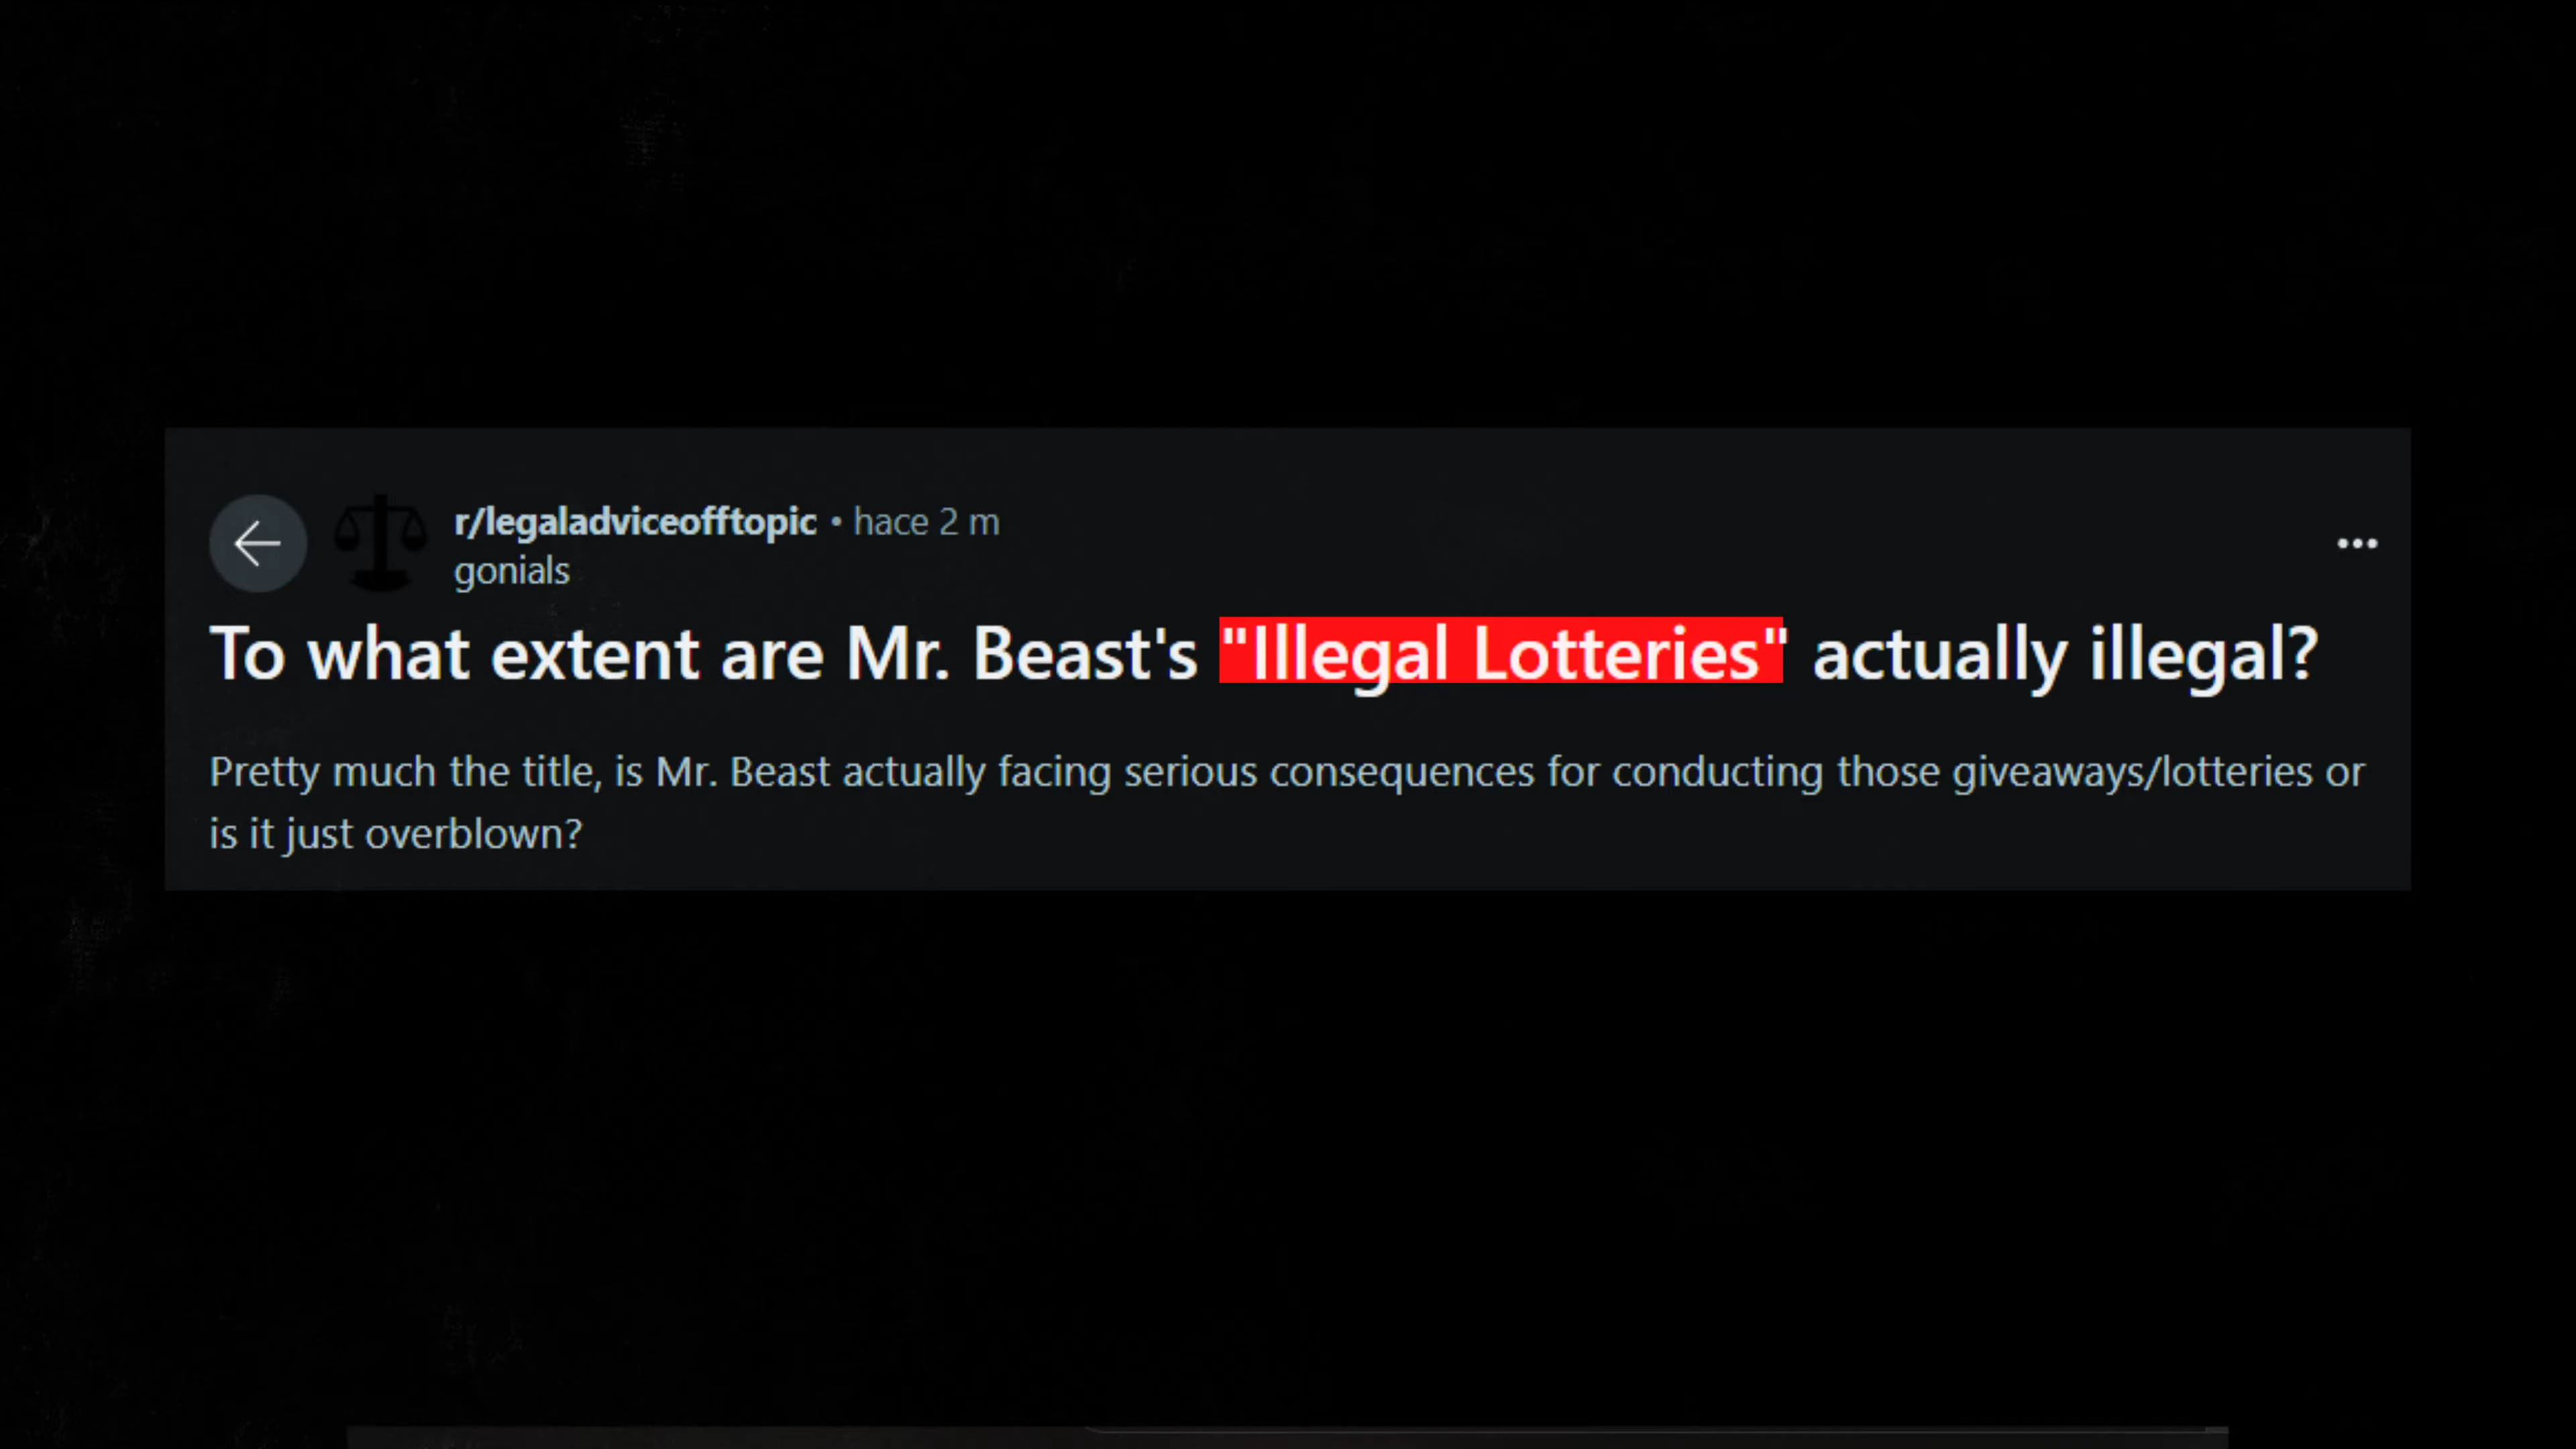 r/legaladviceofftopic • hace 2 m
gonials
To what extent are Mr. Beast's "Illegal Lotteries" actually illegal?
Pretty much the title, is Mr. Beast actually facing serious consequences for conducting those giveaways/lotteries or
is it just overblown?